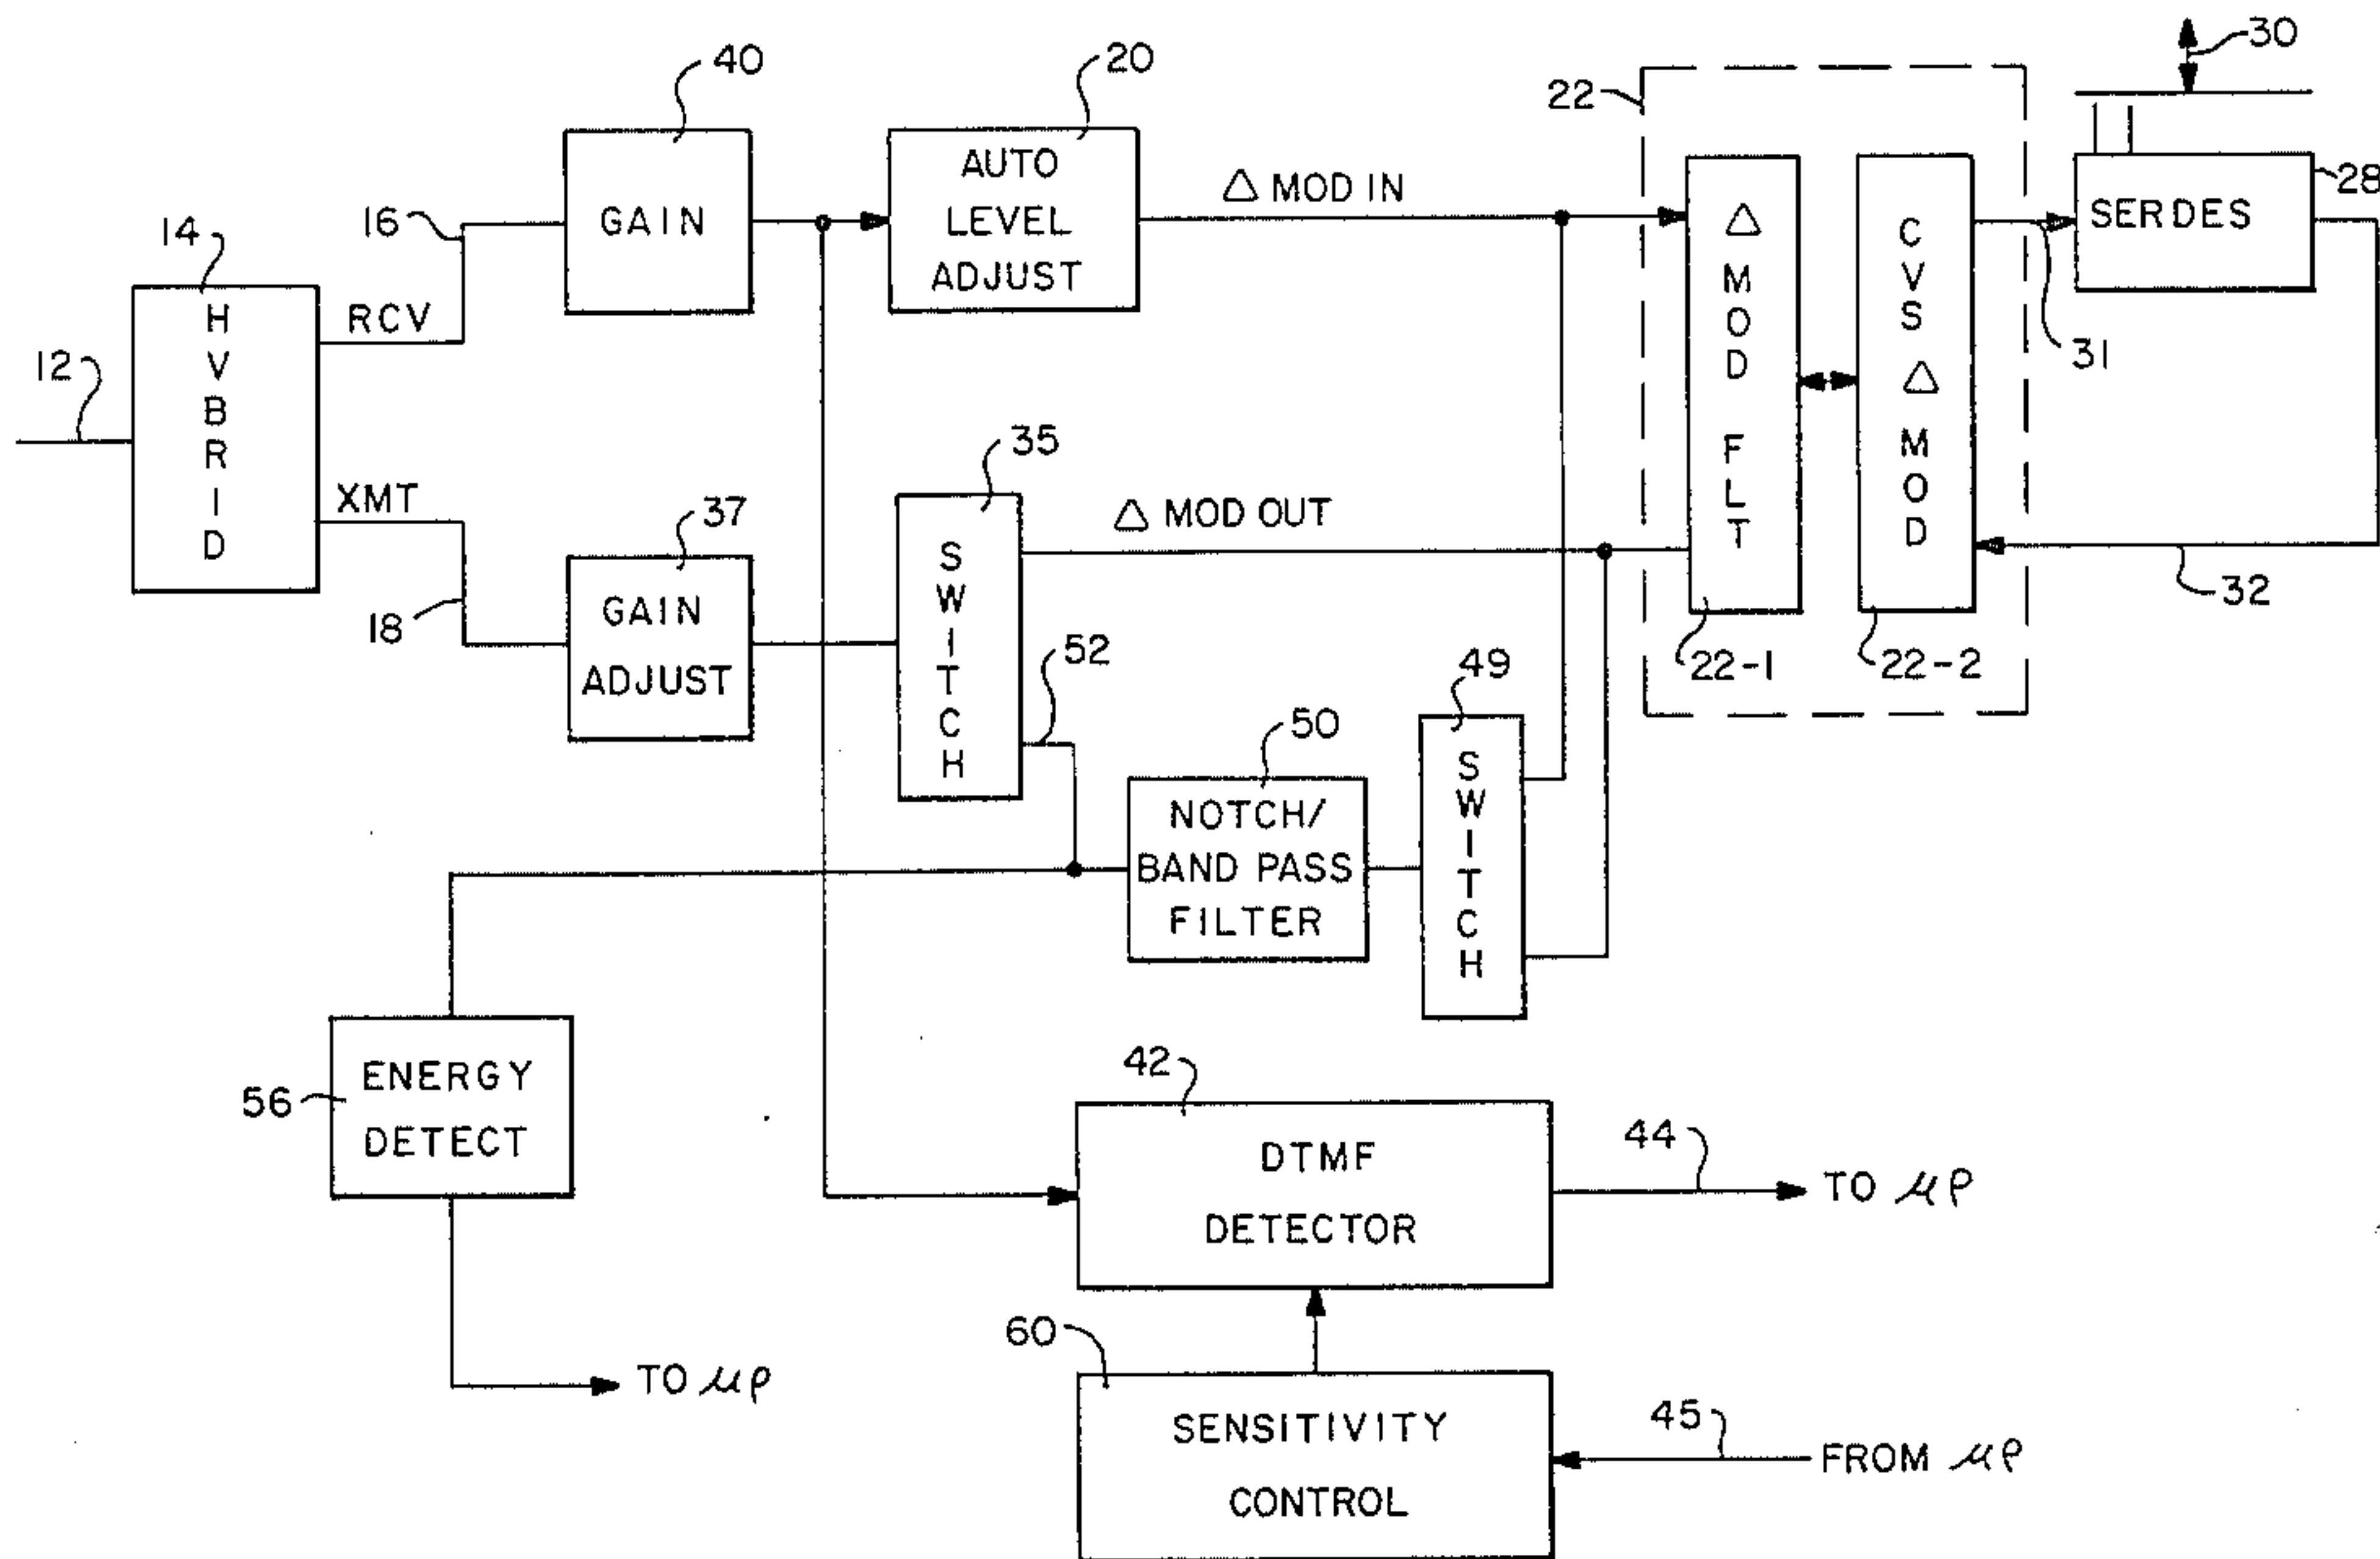 30
40
20
22
AUTO
LEVEL
ADJUST
Δ MOD IN
GAIN
16
14
RCV
HVBRID
12
XMT
18
37
GAIN
ADJUST
35
SWITCH
Δ MOD OUT
52
Δ MOD FLT
CVS Δ MOD
22-1
22-2
SERDES
28
31
32
49
SWITCH
50
NOTCH/
BAND PASS
FILTER
56
ENERGY
DETECT
TO μP
42
DTMF
DETECTOR
44
TO μP
60
SENSITIVITY
CONTROL
45
FROM μP